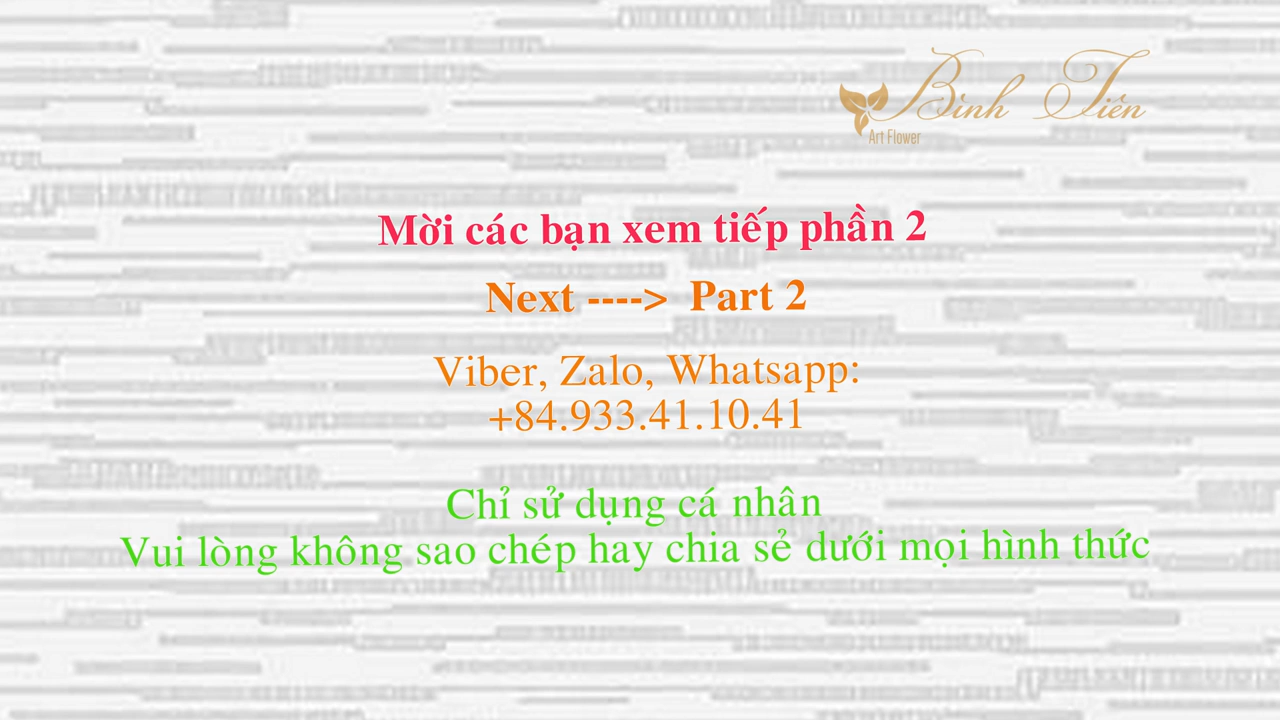 Bình Tiên
Art Flower
Mời các bạn xem tiếp phần 2
Next ----> Part 2
Viber, Zalo, Whatsapp:
+84.933.41.10.41
Chỉ sử dụng cá nhân
Vui lòng không sao chép hay chia sẻ dưới mọi hình thức